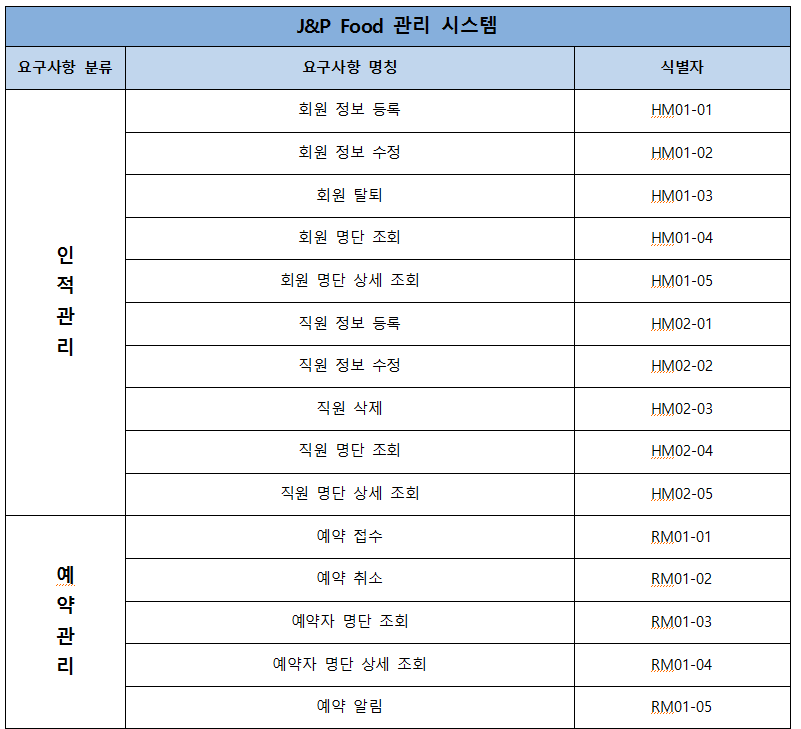 J&P Food 관리 시스템
요구사항 분류 요구사항 명칭 식별자
인적관리
회원 정보 등록 HM01-01
회원 정보 수정 HM01-02
회원 탈퇴 HM01-03
회원 명단 조회 HM01-04
회원 명단 상세 조회 HM01-05
직원 정보 등록 HM02-01
직원 정보 수정 HM02-02
직원 삭제 HM02-03
직원 명단 조회 HM02-04
직원 명단 상세 조회 HM02-05
예약관리
예약 접수 RM01-01
예약 취소 RM01-02
예약자 명단 조회 RM01-03
예약자 명단 상세 조회 RM01-04
예약 알림 RM01-05